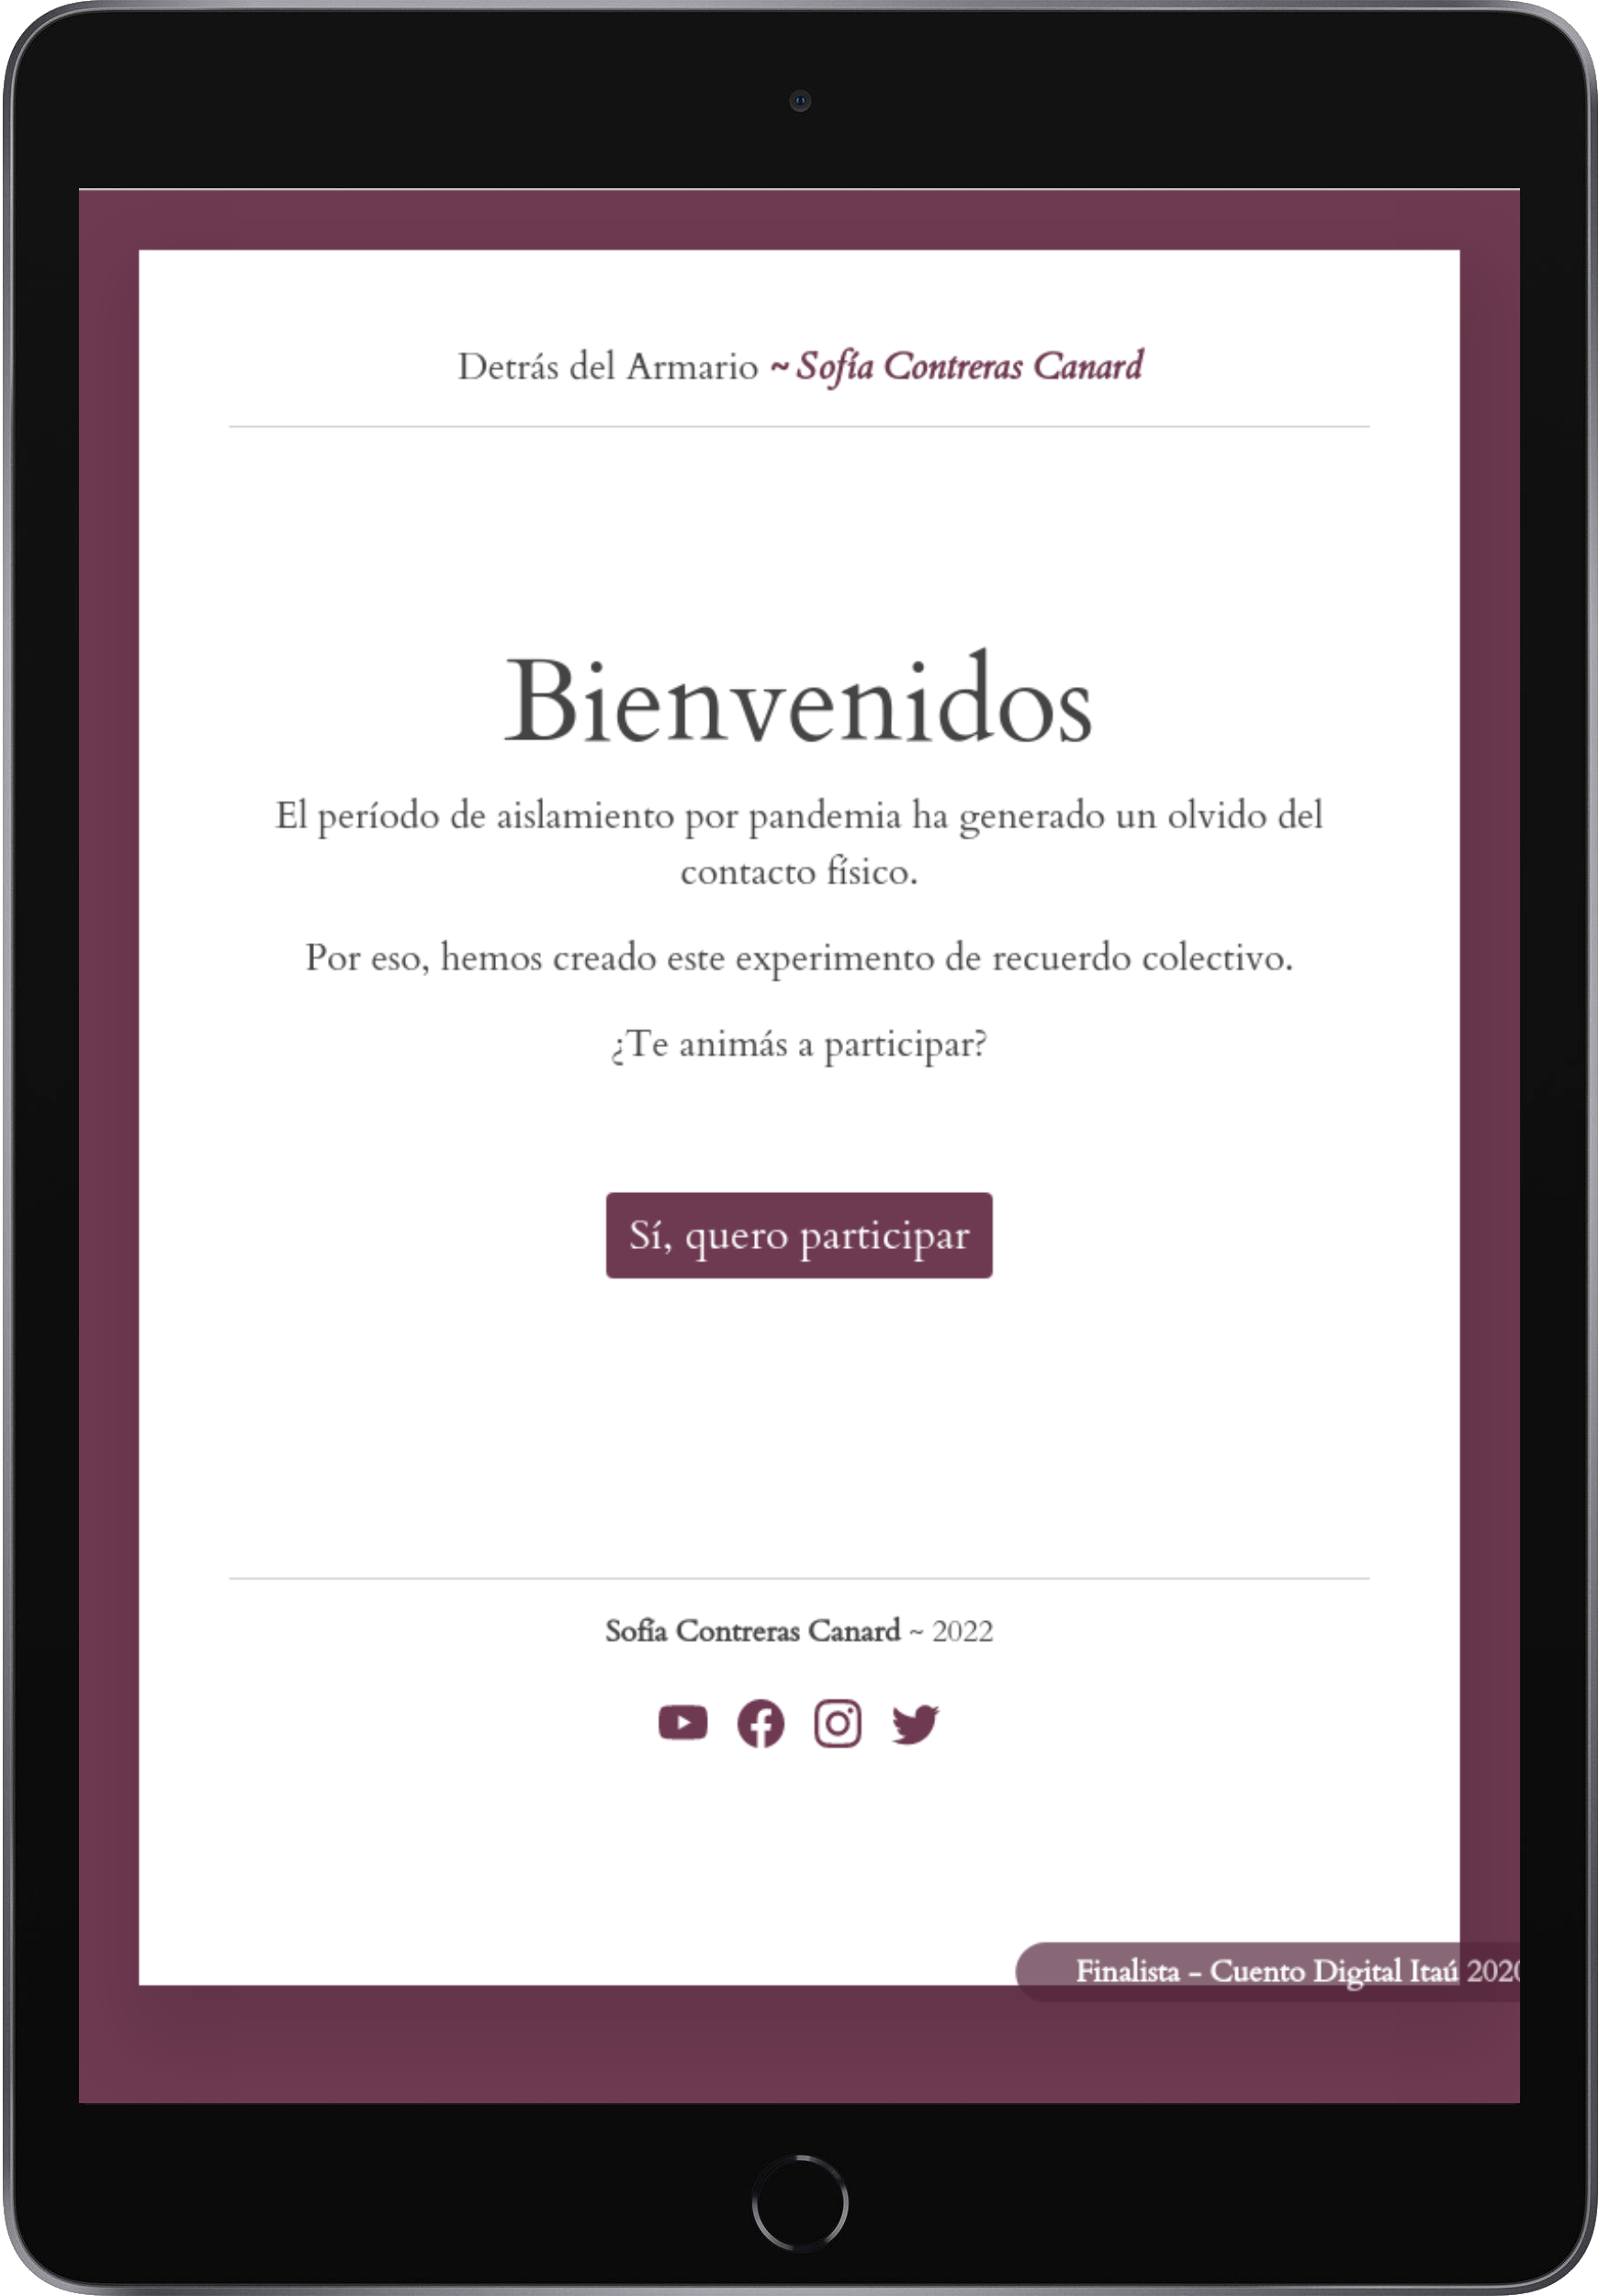 Detrás del Armario ~ Sofía Contreras Canard
Bienvenidos
El período de aislamiento por pandemia ha generado un olvido del
contacto físico.
Por eso, hemos creado este experimento de recuerdo colectivo.
¿Te animás a participar?
Sí, quero participar
Sofía Contreras Canard ~ 2022
Finalista - Cuento Digital Itaú 2020